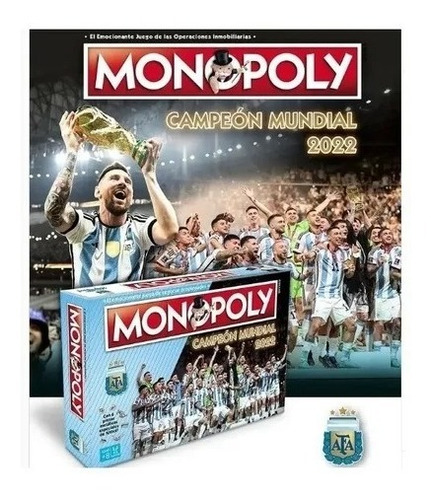 • El Emocionante Juego de las Operaciones Inmobiliarias •
MONOPOLY
CAMPEÓN MUNDIAL
2022
MONOPOLY
CAMPEÓN MUNDIAL
2022
AFA
MONOPOLY
AFA